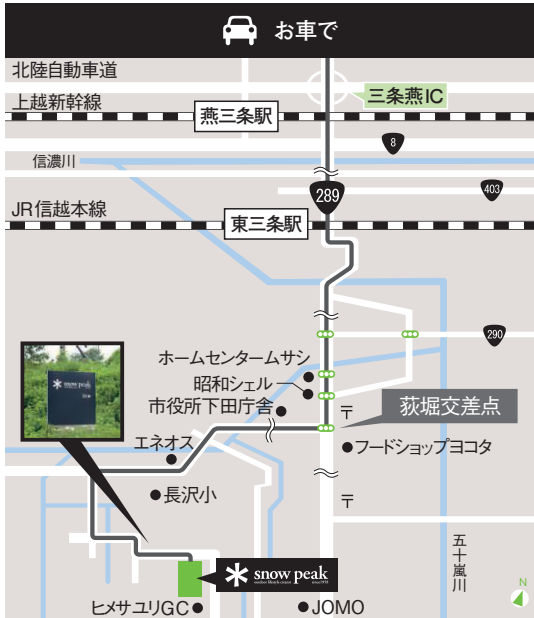 お車で
北陸自動車道
三条燕IC
上越新幹線
燕三条駅
8
信濃川
403
289
JR信越本線
東三条駅
290
ホームセンタームサシ
昭和シェル
市役所下田庁舎
〒
荻堀交差点
snow peak
エネオス
フードショップヨコタ
長沢小
〒
五十嵐川
snow peak
N
ヒメサユリGC
JOMO